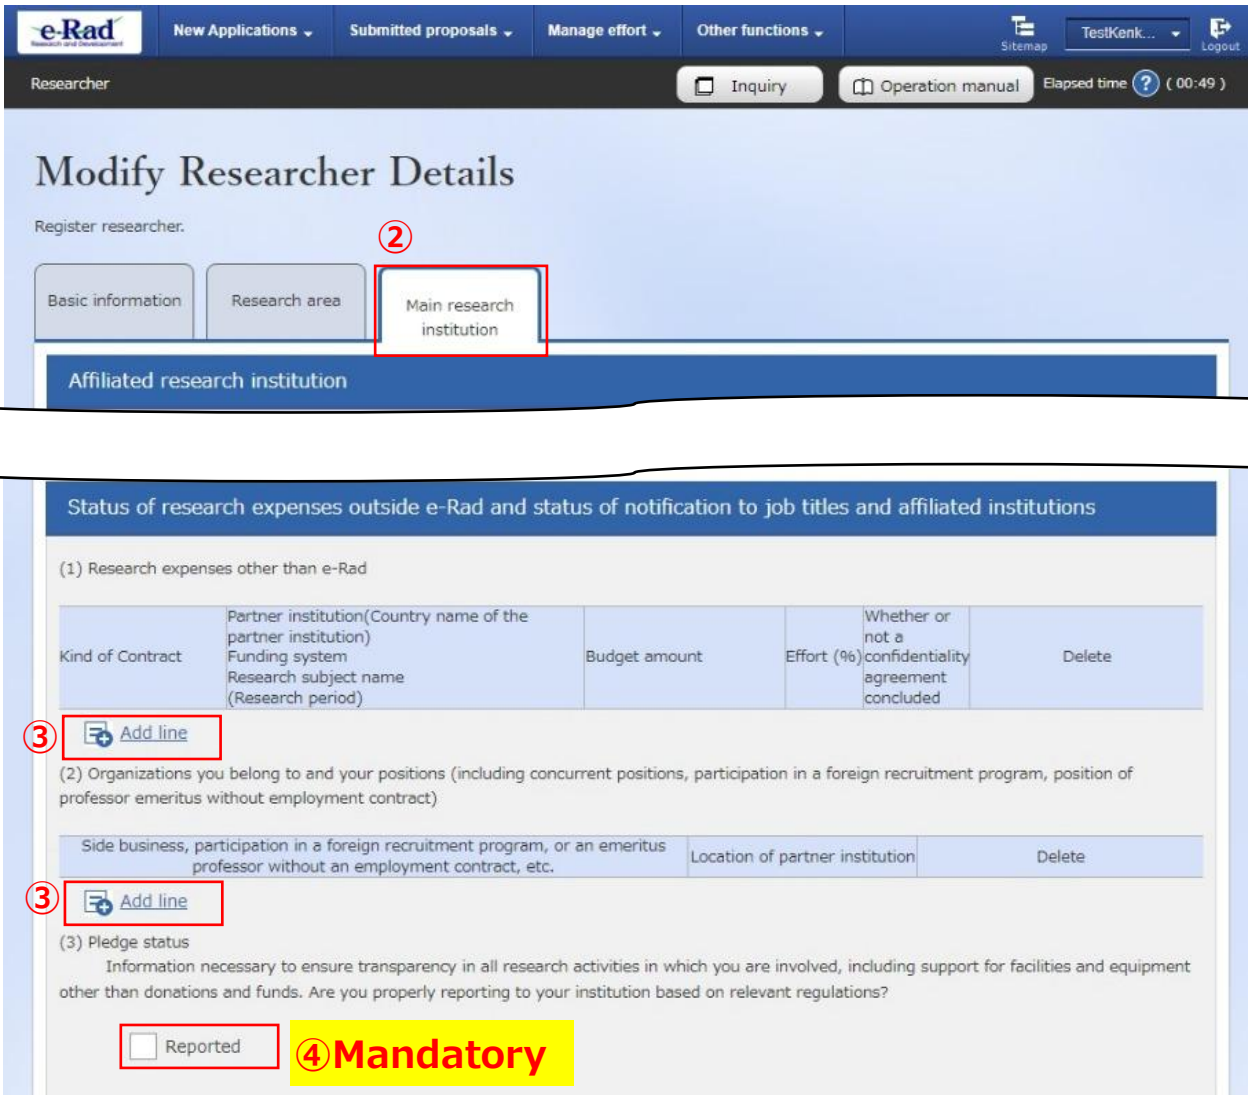 e-Rad
Research and Development
New Applications
Submitted proposals
Manage effort
Other functions
Sitemap
TestKenk...
Logout
Researcher
Inquiry
Operation manual
Elapsed time ? ( 00:49 )
Modify Researcher Details
Register researcher.
②
Basic information
Research area
Main research
institution
Affiliated research institution
Status of research expenses outside e-Rad and status of notification to job titles and affiliated institutions
(1) Research expenses other than e-Rad
Kind of Contract
Partner institution(Country name of the
partner institution)
Funding system
Research subject name
(Research period)
Budget amount
Effort (%)
Whether or
not a
confidentiality
agreement
concluded
Delete
③
Add line
(2) Organizations you belong to and your positions (including concurrent positions, participation in a foreign recruitment program, position of
professor emeritus without employment contract)
Side business, participation in a foreign recruitment program, or an emeritus
professor without an employment contract, etc.
Location of partner institution
Delete
③
Add line
(3) Pledge status
Information necessary to ensure transparency in all research activities in which you are involved, including support for facilities and equipment
other than donations and funds. Are you properly reporting to your institution based on relevant regulations?
Reported
④Mandatory